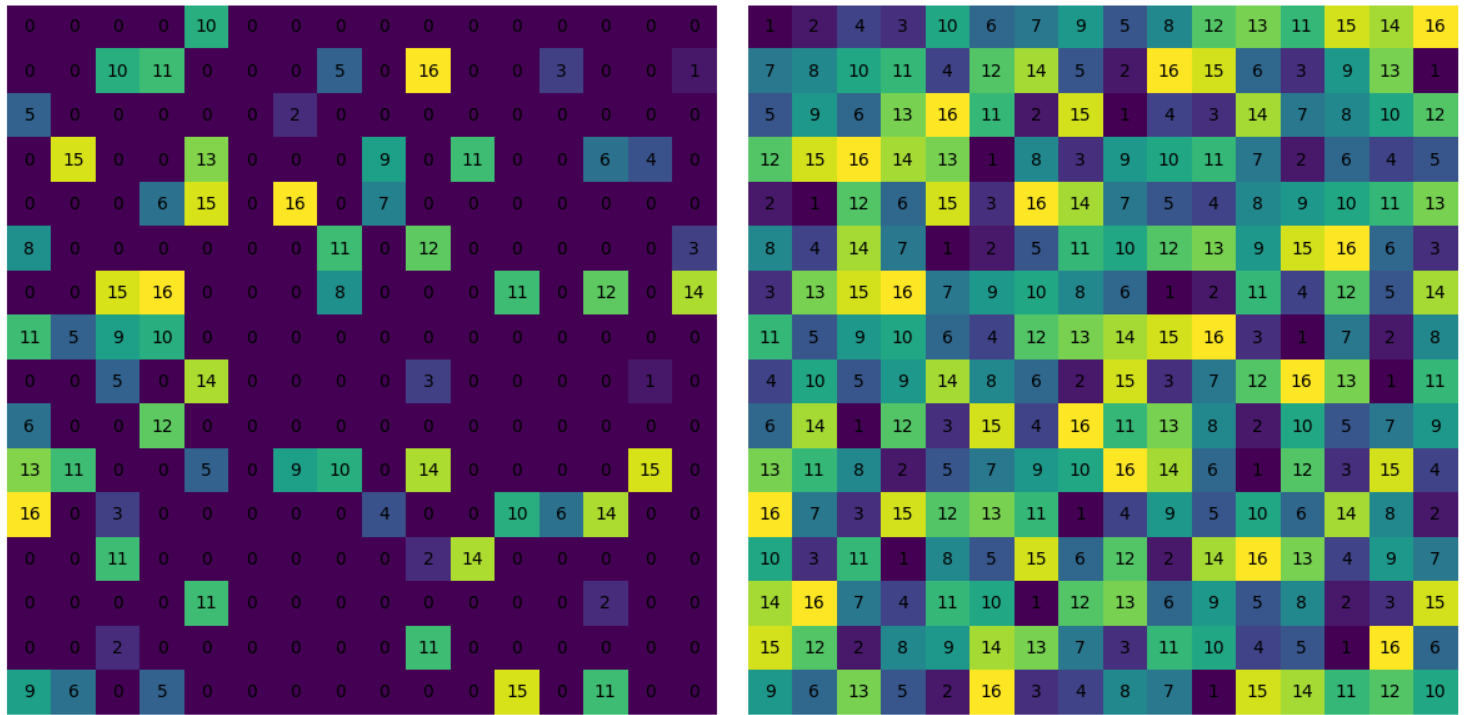 0 0 0 0 10 0 0 0 0 0 0 0 0 0 0 0 1 2 4 3 10 6 7 9 5 8 12 13 11 15 14 16
0 0 10 11 0 0 0 5 0 16 0 0 3 0 0 1 7 8 10 11 4 12 14 5 2 16 15 6 3 9 13 1
5 0 0 0 0 0 2 0 0 0 0 0 0 0 0 0 5 9 6 13 16 11 2 15 1 4 3 14 7 8 10 12
0 15 0 0 13 0 0 0 9 0 11 0 0 6 4 0 12 15 16 14 13 1 8 3 9 10 11 7 2 6 4 5
0 0 0 6 15 0 16 0 7 0 0 0 0 0 0 0 2 1 12 6 15 3 16 14 7 5 4 8 9 10 11 13
8 0 0 0 0 0 0 11 0 12 0 0 0 0 0 3 8 4 14 7 1 2 5 11 10 12 13 9 15 16 6 3
0 0 15 16 0 0 0 8 0 0 0 11 0 12 0 14 3 13 15 16 7 9 10 8 6 1 2 11 4 12 5 14
11 5 9 10 0 0 0 0 0 0 0 0 0 0 0 0 11 5 9 10 6 4 12 13 14 15 16 3 1 7 2 8
0 0 5 0 14 0 0 0 0 3 0 0 0 0 1 0 4 10 5 9 14 8 6 2 15 3 7 12 16 13 1 11
6 0 0 12 0 0 0 0 0 0 0 0 0 0 0 0 6 14 1 12 3 15 4 16 11 13 8 2 10 5 7 9
13 11 0 0 5 0 9 10 0 14 0 0 0 0 15 0 13 11 8 2 5 7 9 10 16 14 6 1 12 3 15 4
16 0 3 0 0 0 0 0 4 0 0 10 6 14 0 0 16 7 3 15 12 13 11 1 4 9 5 10 6 14 8 2
0 0 11 0 0 0 0 0 0 2 14 0 0 0 0 0 10 3 11 1 8 5 15 6 12 2 14 16 13 4 9 7
0 0 0 0 11 0 0 0 0 0 0 0 0 2 0 0 14 16 7 4 11 10 1 12 13 6 9 5 8 2 3 15
0 0 2 0 0 0 0 0 0 11 0 0 0 0 0 0 15 12 2 8 9 14 13 7 3 11 10 4 5 1 16 6
9 6 0 5 0 0 0 0 0 0 0 15 0 11 0 0 9 6 13 5 2 16 3 4 8 7 1 15 14 11 12 10